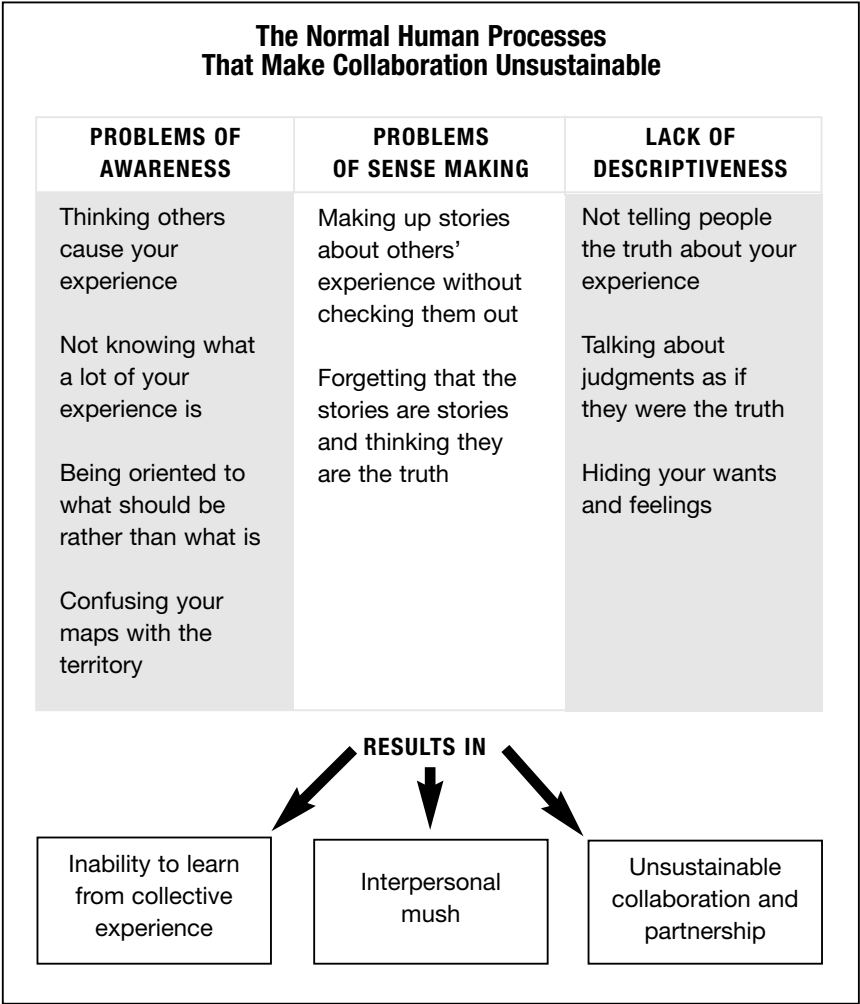 The Normal Human Processes
That Make Collaboration Unsustainable
PROBLEMS OF
AWARENESS
Thinking others
cause your
experience
Not knowing what
a lot of your
experience is
Being oriented to
what should be
rather than what is
Confusing your
maps with the
territory
PROBLEMS
OF SENSE MAKING
Making up stories
about others’
experience without
checking them out
Forgetting that the
stories are stories
and thinking they
are the truth
LACK OF
DESCRIPTIVENESS
Not telling people
the truth about your
experience
Talking about
judgments as if
they were the truth
Hiding your wants
and feelings
RESULTS IN
Inability to learn
from collective
experience
Interpersonal
mush
Unsustainable
collaboration and
partnership